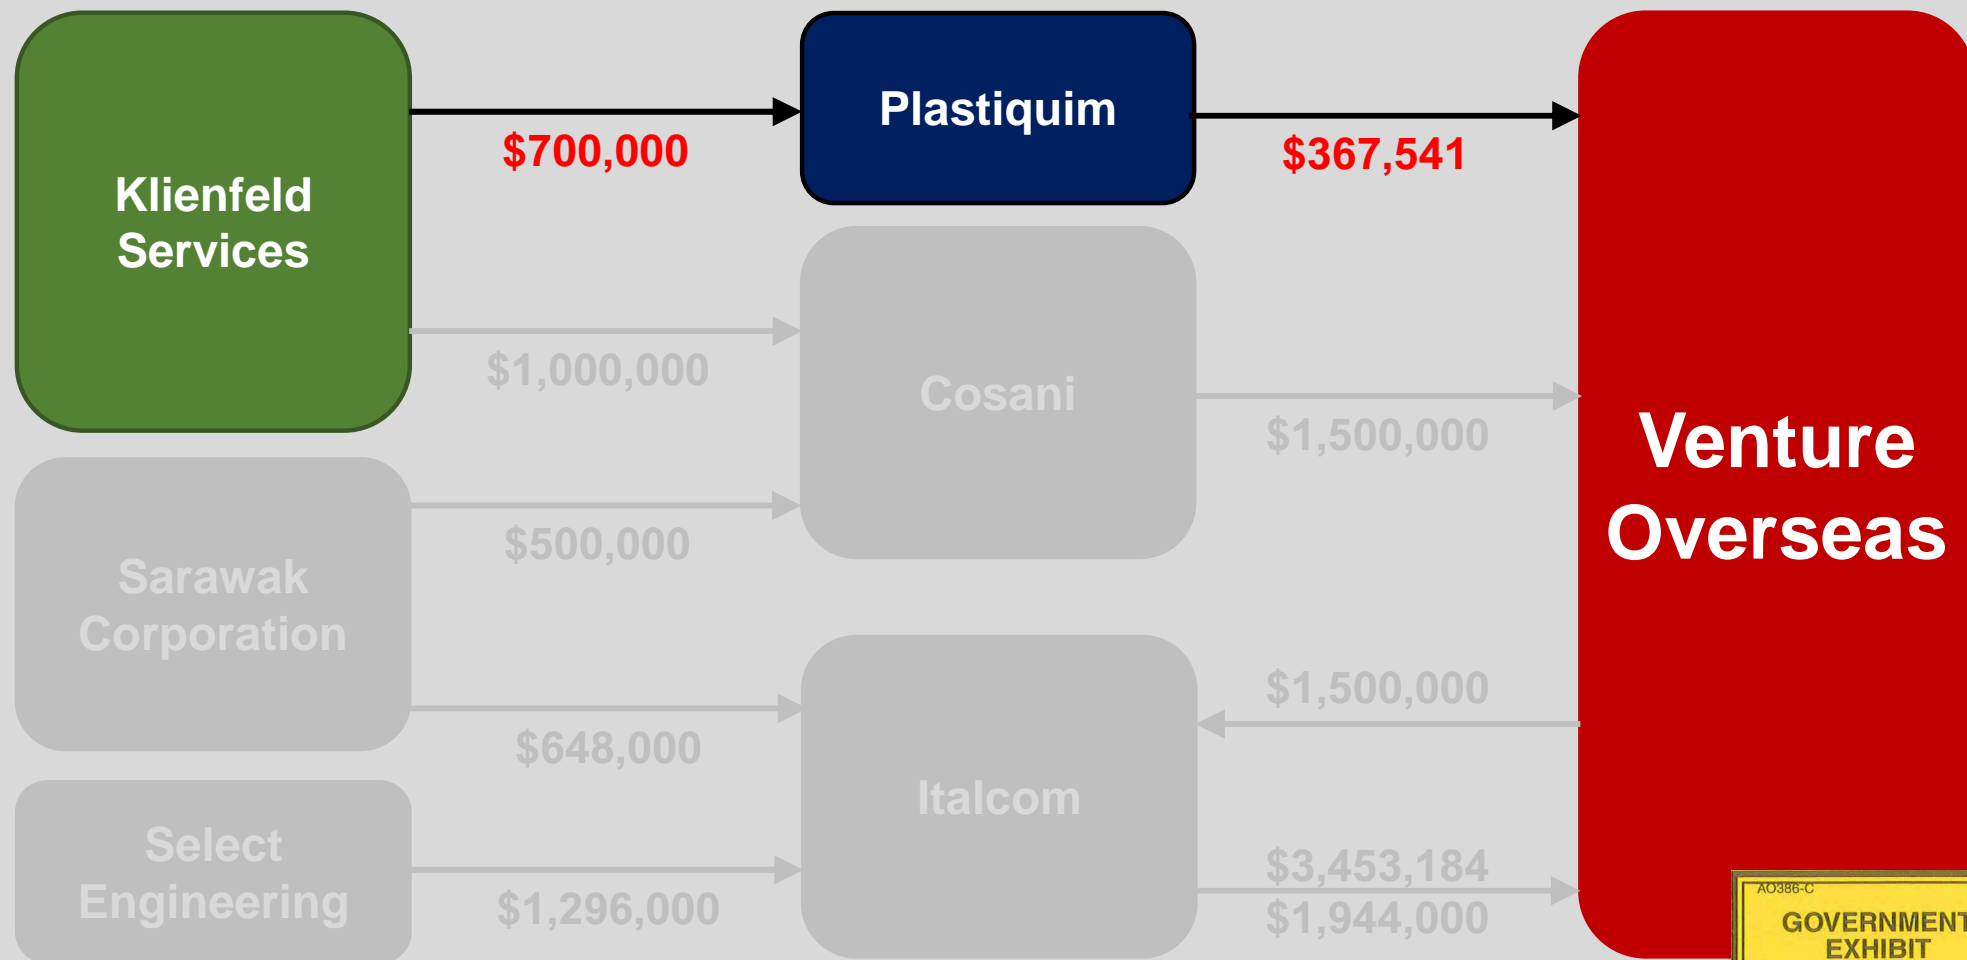 Klienfeld
Services
$700,000
Plastiquim
$367,541
$1,000,000
Cosani
$1,500,000
$500,000
Sarawak
Corporation
$648,000
Select
Engineering
$1,296,000
Italcom
$1,500,000
$3,453,184
$1,944,000
Venture
Overseas
AO386-C
GOVERNMENT
EXHIBIT